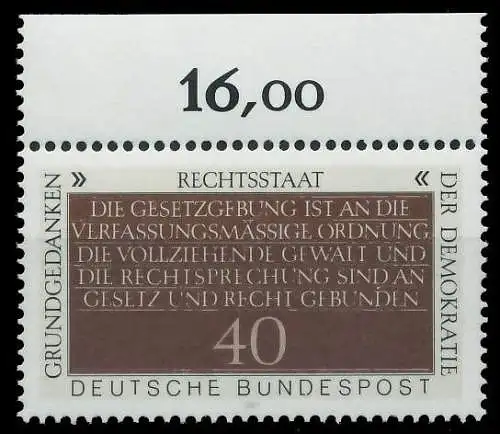 16,00
GRUNDGEDANKEN
» RECHTSSTAAT «
DER DEMOKRATIE
DIE GESETZGEBUNG IST AN DIE
VERFASSUNGSMÄSSIGE ORDNUNG,
DIE VOLLZIEHENDE GEWALT UND
DIE RECHTSPRECHUNG SIND AN
GESETZ UND RECHT GEBUNDEN
40
DEUTSCHE BUNDESPOST